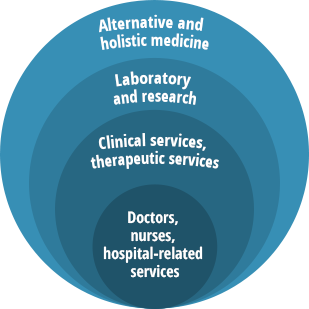 Alternative and
holistic medicine
Laboratory
and research
Clinical services,
therapeutic services
Doctors,
nurses,
hospital-related
services